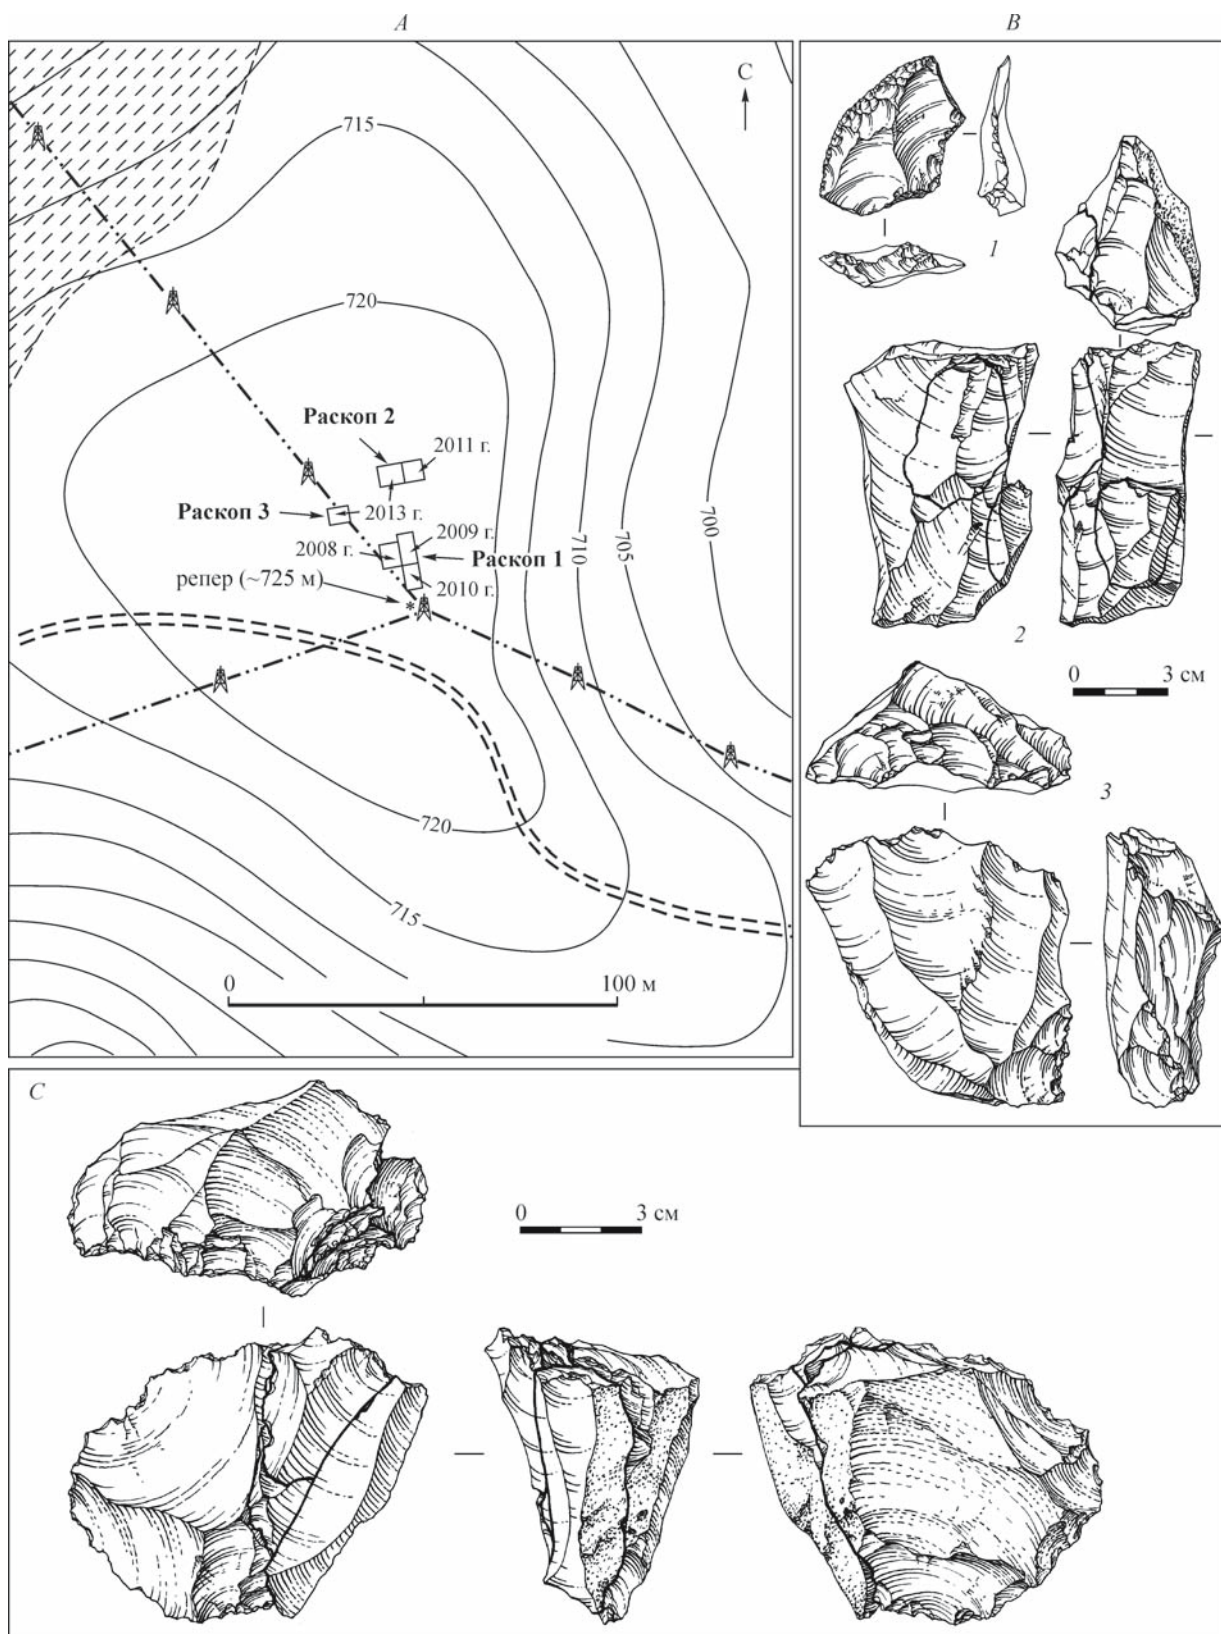 A
B
C
715
720
Раскоп 2
2011 г.
Раскоп 3
2013 г.
2009 г.
2008 г.
Раскоп 1
репер (~725 м)
2010 г.
*
710
705
700
720
715
0 100 м
1
2
0 3 см
3
C
0 3 см